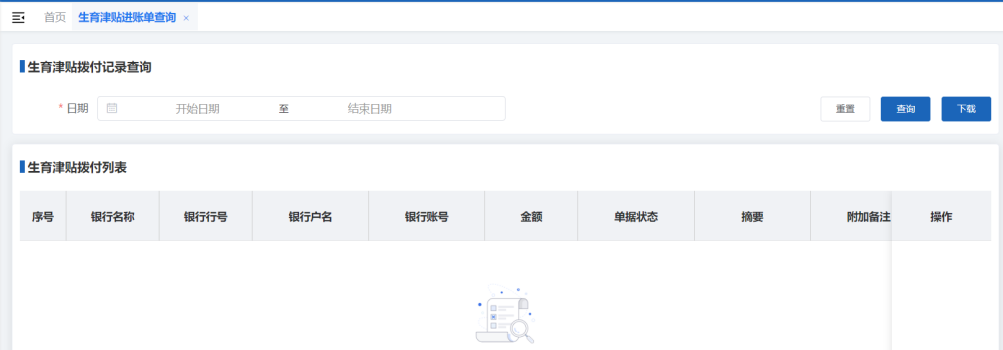 首页 生育津贴进账单查询 ×
生育津贴拨付记录查询
* 日期 开始日期 至 结束日期 重置 查询 下载
生育津贴拨付列表
序号 银行名称 银行行号 银行户名 银行账号 金额 单据状态 摘要 附加备注 操作